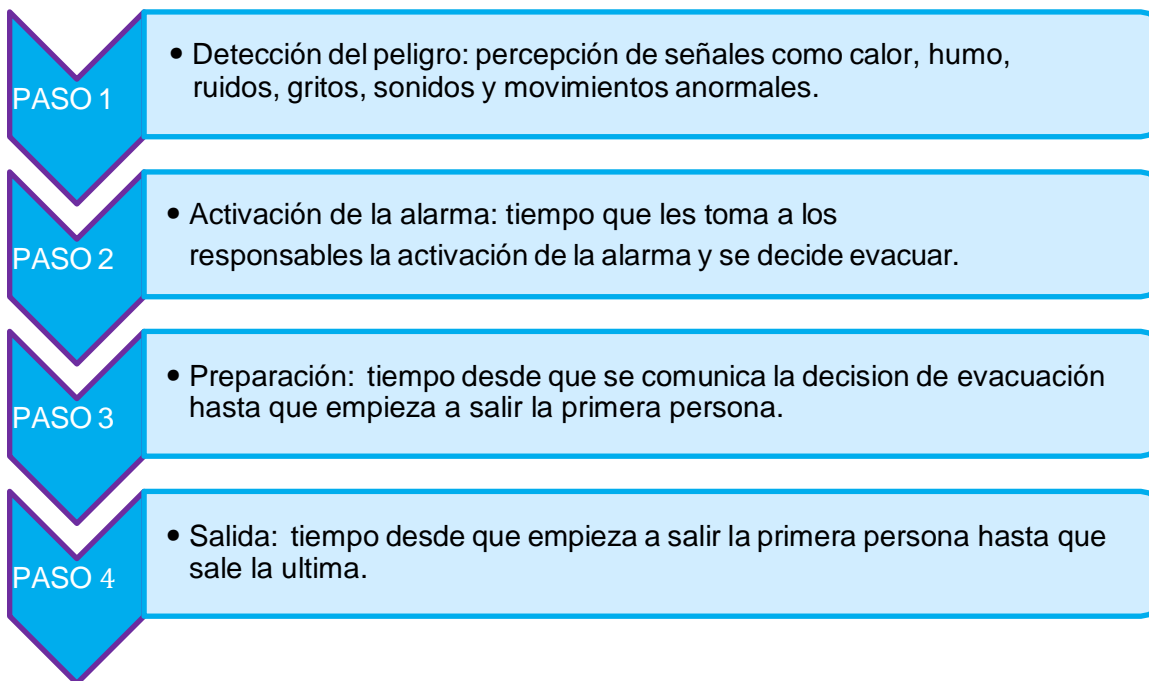 PASO 1
• Detección del peligro: percepción de señales como calor, humo,
ruidos, gritos, sonidos y movimientos anormales.
PASO 2
• Activación de la alarma: tiempo que les toma a los
responsables la activación de la alarma y se decide evacuar.
PASO 3
• Preparación: tiempo desde que se comunica la decision de evacuación
hasta que empieza a salir la primera persona.
PASO 4
• Salida: tiempo desde que empieza a salir la primera persona hasta que
sale la ultima.